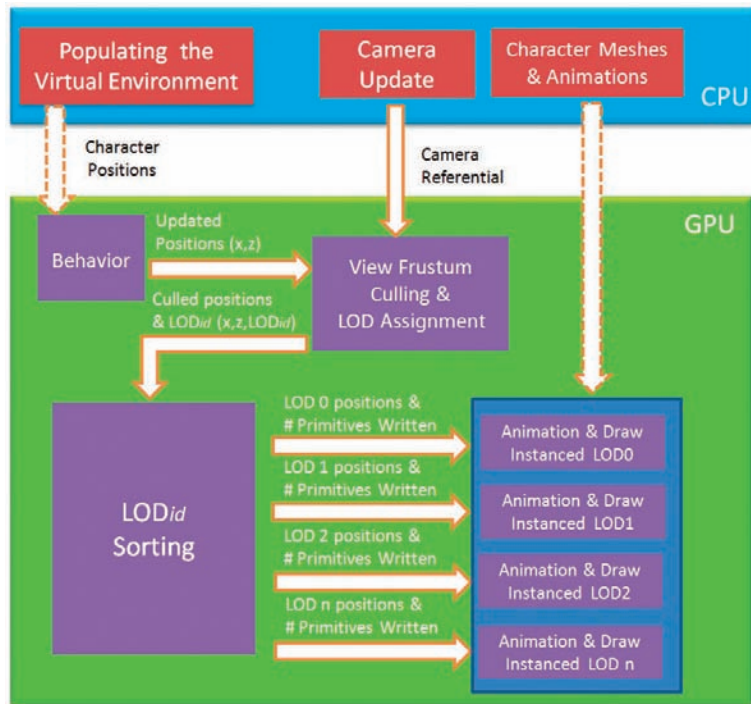 Populating the
Virtual Environment
Camera
Update
Character Meshes
& Animations
CPU
Character
Positions
Camera
Referential
GPU
Behavior
Updated
Positions (x,z)
View Frustum
Culling &
LOD Assignment
Culled positions
& LODid (x,z,LODid)
LODid
Sorting
LOD 0 positions &
# Primitives Written
Animation & Draw
Instanced LOD0
LOD 1 positions &
# Primitives Written
Animation & Draw
Instanced LOD1
LOD 2 positions &
# Primitives Written
Animation & Draw
Instanced LOD2
LOD n positions &
# Primitives Written
Animation & Draw
Instanced LOD n